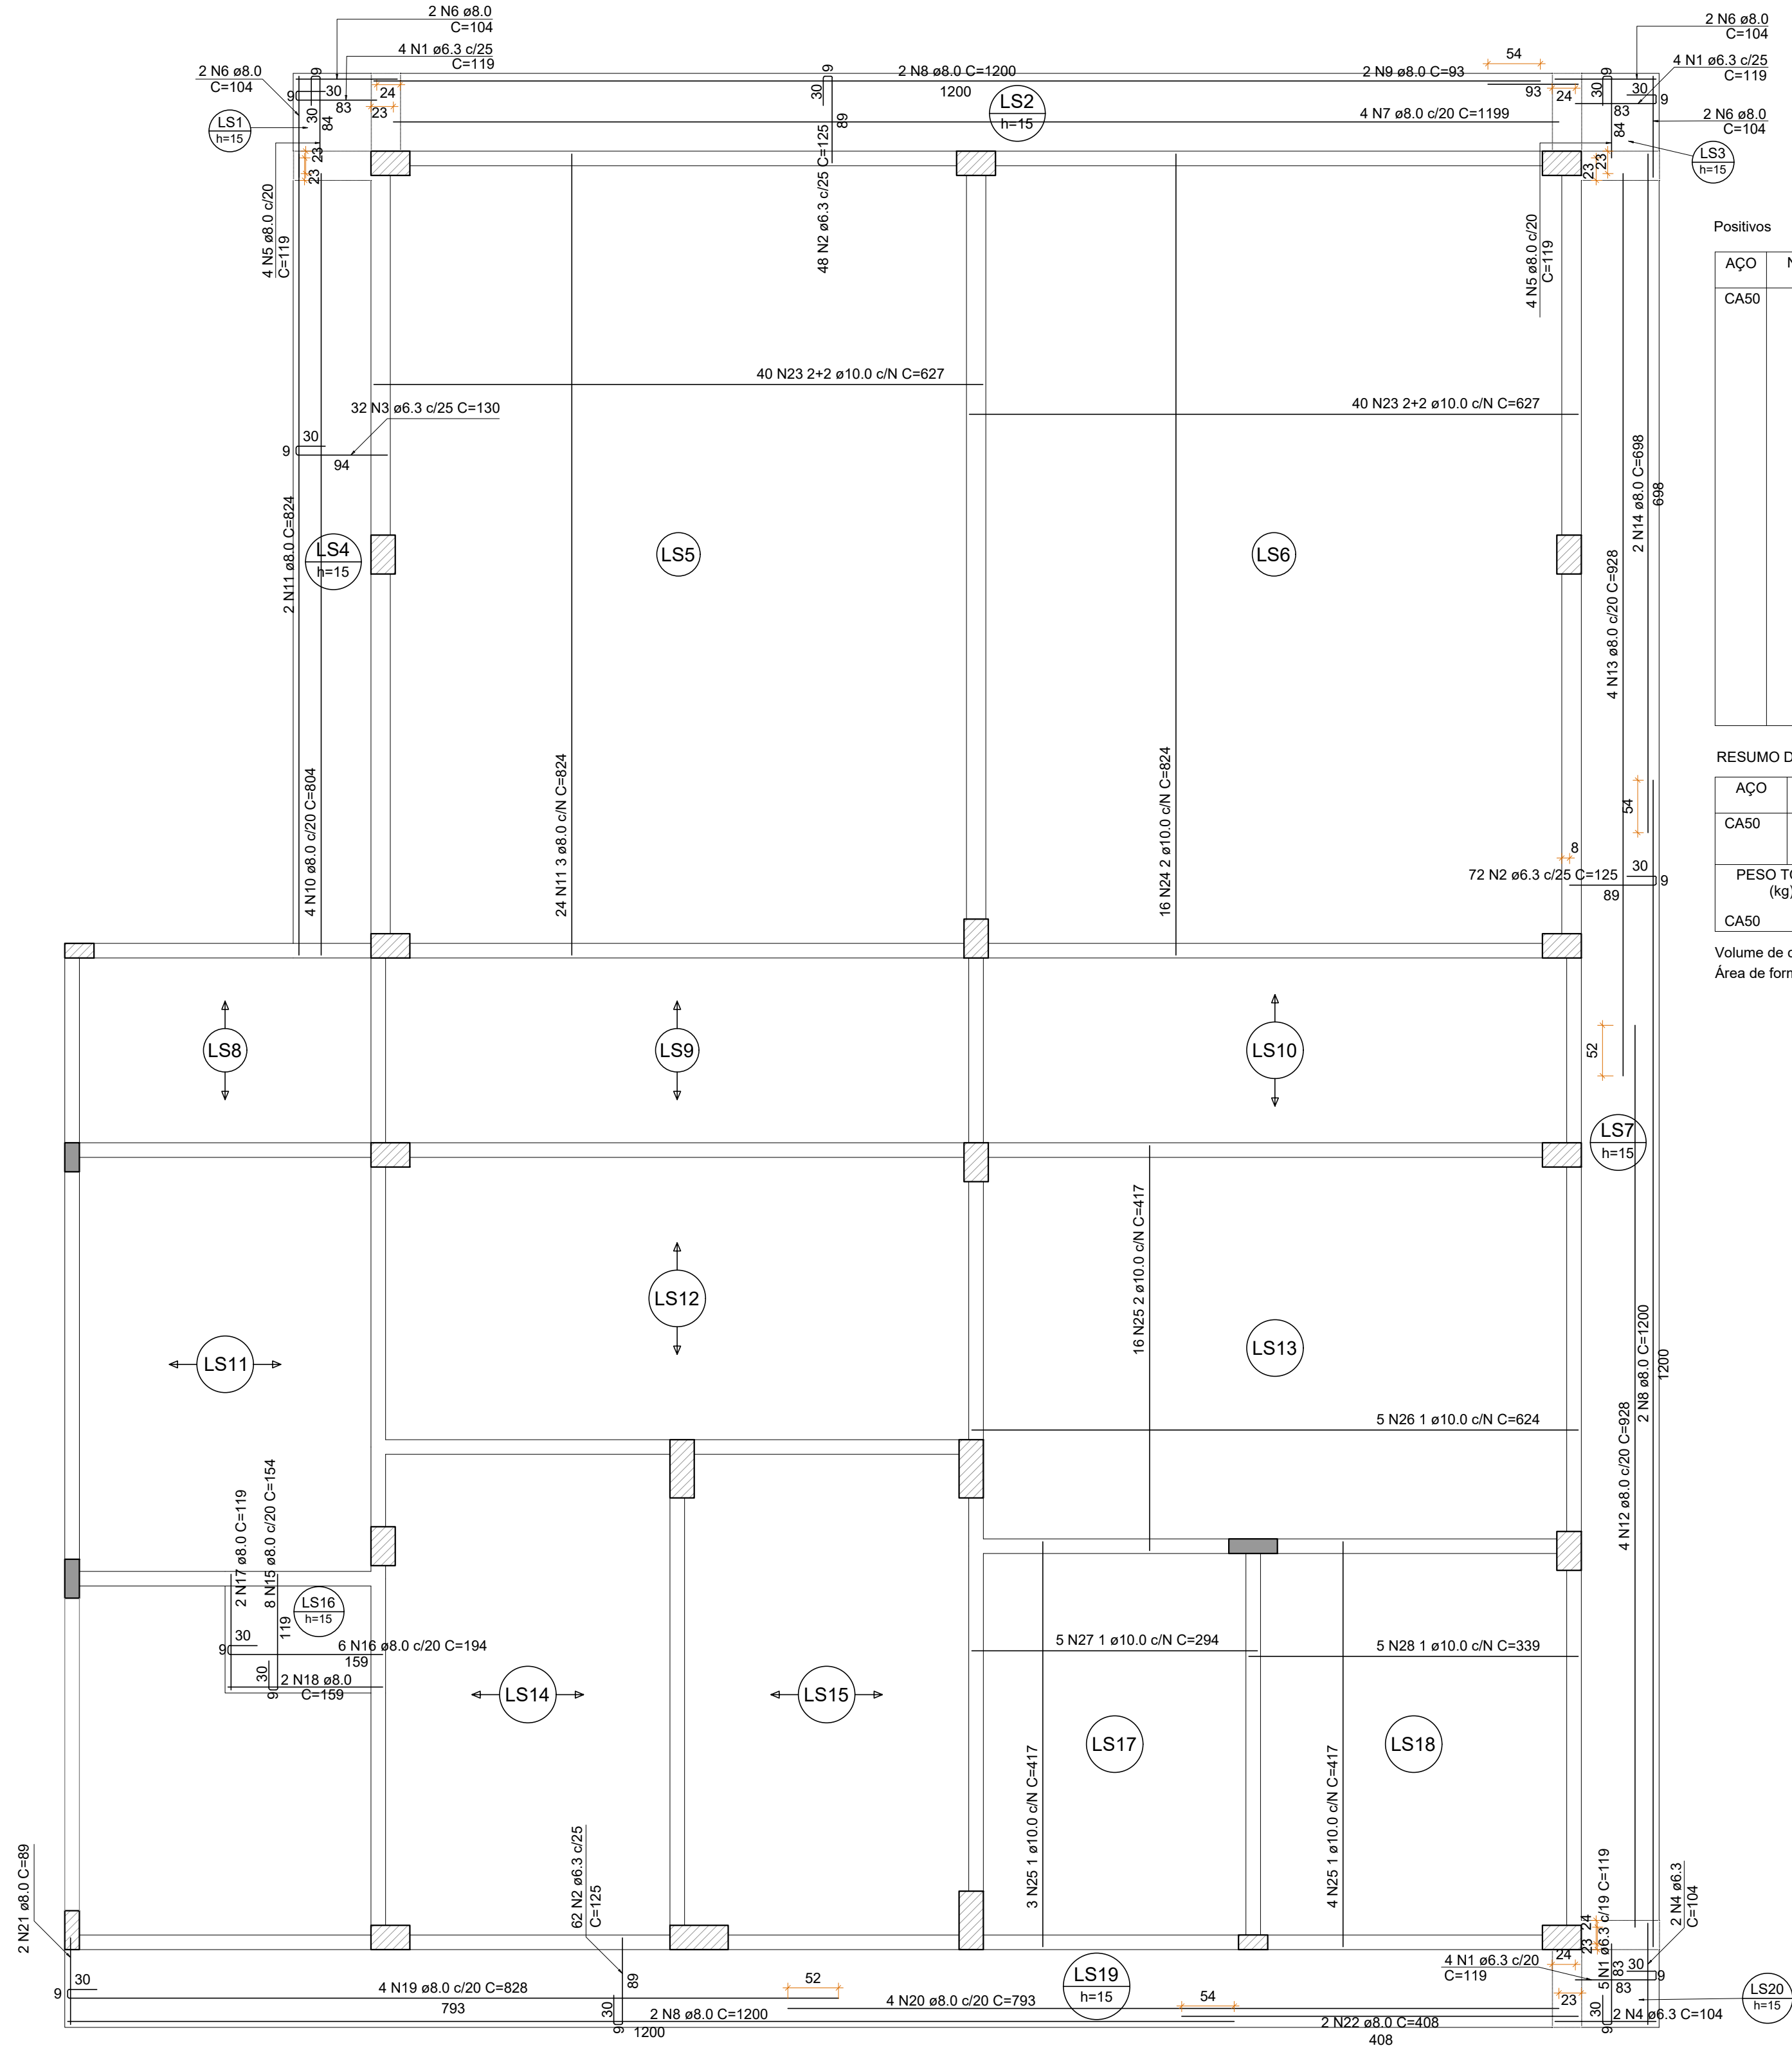 2 N6 ø8.0
C=104
4 N1 ø6.3 c/25
C=119
2 N6 ø8.0
C=104
9
30
83
9
30
84
LS1
h=15
24
23
23
23
4 N5 ø8.0 c/20
C=119
2 N8 ø8.0 C=1200
1200
9
30
89
48 N2 ø6.3 c/25 C=125
LS2
h=15
54
2 N9 ø8.0 C=93
93
4 N7 ø8.0 c/20 C=1199
24
2 N6 ø8.0
C=104
4 N1 ø6.3 c/25
C=119
9
30
84
30
9
83
2 N6 ø8.0
C=104
LS3
h=15
23
23
4 N5 ø8.0 c/20
C=119
Positivos
AÇO
CA50
40 N23 2+2 ø10.0 c/N C=627
40 N23 2+2 ø10.0 c/N C=627
32 N3 ø6.3 c/25 C=130
30
9
94
2 N11 ø8.0 C=824
LS4
h=15
4 N10 ø8.0 c/20 C=804
LS5
24 N11 3 ø8.0 c/N C=824
LS6
16 N24 2 ø10.0 c/N C=824
4 N13 ø8.0 c/20 C=928
2 N14 ø8.0 C=698
698
54
8
72 N2 ø6.3 c/25 C=125
30
9
89
RESUMO D
AÇO
CA50
PESO TO
(kg)
CA50
Volume de c
Área de for
LS8
LS9
LS10
52
LS7
h=15
LS11
LS12
LS13
16 N25 2 ø10.0 c/N C=417
5 N26 1 ø10.0 c/N C=624
4 N12 ø8.0 c/20 C=928
2 N8 ø8.0 C=1200
1200
2 N17 ø8.0 C=119
8 N15 ø8.0 c/20 C=154
119
LS16
h=15
30
9
6 N16 ø8.0 c/20 C=194
159
30
9
2 N18 ø8.0
C=159
LS14
LS15
5 N27 1 ø10.0 c/N C=294
5 N28 1 ø10.0 c/N C=339
LS17
LS18
3 N25 1 ø10.0 c/N C=417
4 N25 1 ø10.0 c/N C=417
2 N21 ø8.0 C=89
62 N2 ø6.3 c/25
C=125
30
9
4 N19 ø8.0 c/20 C=828
793
89
30
9
52
2 N8 ø8.0 C=1200
1200
4 N20 ø8.0 c/20 C=793
LS19
h=15
54
2 N22 ø8.0 C=408
408
4 N1 ø6.3 c/20
C=119
24
23
24
23
5 N1 ø6.3 c/19 C=119
83
30
9
83
30
9
2 N4 ø6.3
C=104
2 N4 ø6.3 C=104
LS20
h=15